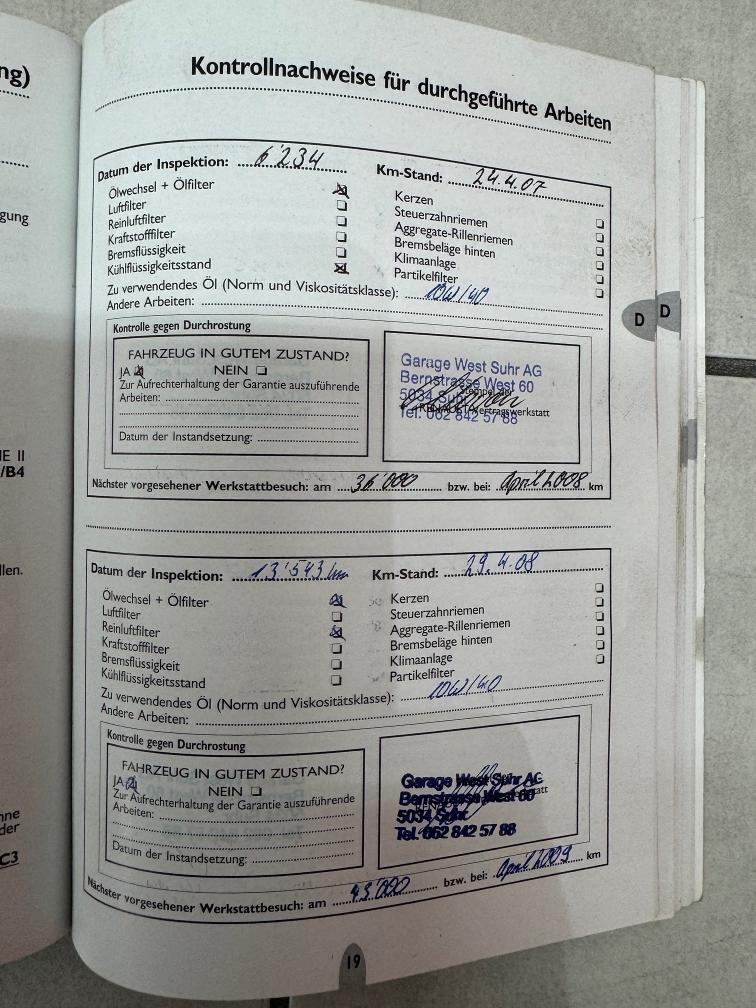 ng)
gung
E II
/B4
llen.
hne
der
C3
Kontrollnachweise für durchgeführte Arbeiten
Datum der Inspektion: 6'234 Km-Stand: 24.4.07
Ölwechsel + Ölfilter
Luftfilter
Reinluftfilter
Kraftstofffilter
Bremsflüssigkeit
Kühlflüssigkeitsstand
Kerzen
Steuerzahnriemen
Aggregate-Rillenriemen
Bremsbeläge hinten
Klimaanlage
Partikelfilter
Zu verwendendes Öl (Norm und Viskositätsklasse): 10W/40
Andere Arbeiten:
Kontrolle gegen Durchrostung
FAHRZEUG IN GUTEM ZUSTAND?
JA NEIN
Zur Aufrechterhaltung der Garantie auszuführende
Arbeiten:
Datum der Instandsetzung:
Garage West Suhr AG
Bernstrasse West 60
Stempel der
5034 Suhr
RENAULT-Vertragswerkstatt
Tel. 062 842 57 88
Nächster vorgesehener Werkstattbesuch: am 36'000 bzw. bei: April 2008 km
D D
Datum der Inspektion: 13'543 km Km-Stand: 29.4.08
Ölwechsel + Ölfilter
Luftfilter
Reinluftfilter
Kraftstofffilter
Bremsflüssigkeit
Kühlflüssigkeitsstand
Kerzen
Steuerzahnriemen
Aggregate-Rillenriemen
Bremsbeläge hinten
Klimaanlage
Partikelfilter
Zu verwendendes Öl (Norm und Viskositätsklasse): 10W/40
Andere Arbeiten:
Kontrolle gegen Durchrostung
FAHRZEUG IN GUTEM ZUSTAND?
JA NEIN
Zur Aufrechterhaltung der Garantie auszuführende
Arbeiten:
Datum der Instandsetzung:
Garage West Suhr AG
Bernstrasse West 60
5034 Suhr
Tel. 062 842 57 88
Nächster vorgesehener Werkstattbesuch: am 43'000 bzw. bei: April 2009 km
19